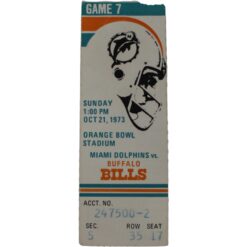 GAME 7
SUNDAY
1:00 PM
OCT 21, 1973
ORANGE BOWL
STADIUM
MIAMI DOLPHINS VS.
BUFFALO
BILLS
ACCT. NO.
247500-2
SEC ROW SEAT
5 35 17